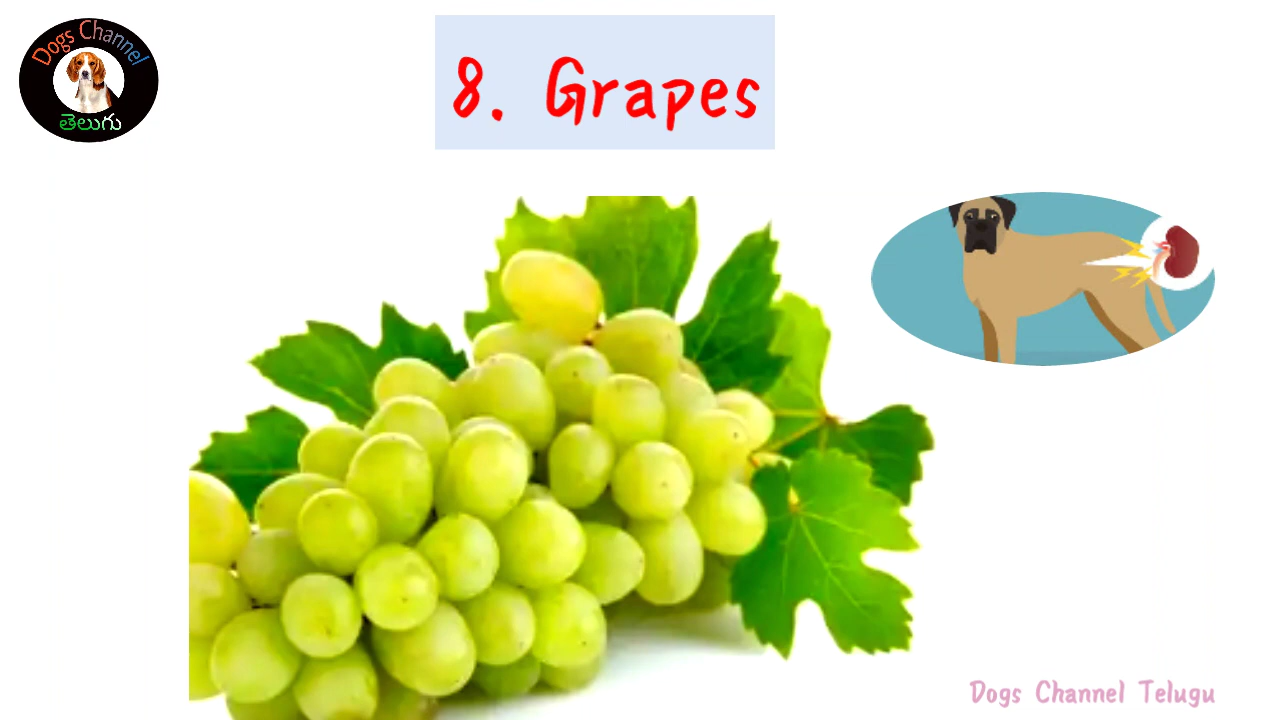 Dogs Channel
తెలుగు
8. Grapes
Dogs Channel Telugu